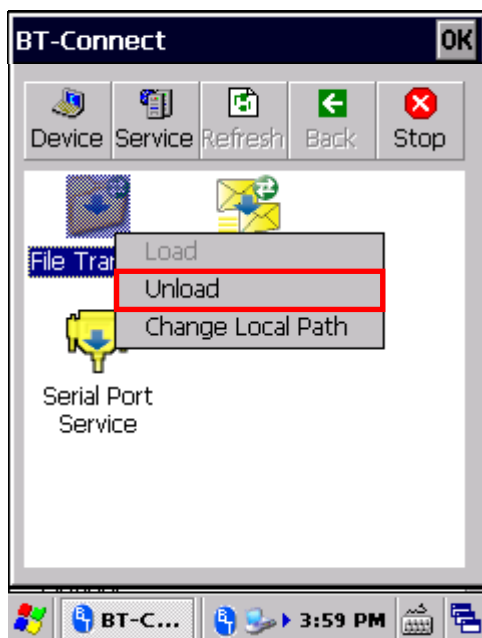 BT-Connect OK
Device Service Refresh Back Stop
File Tran
Load
Unload
Change Local Path
Serial Port
Service
BT-C... 3:59 PM